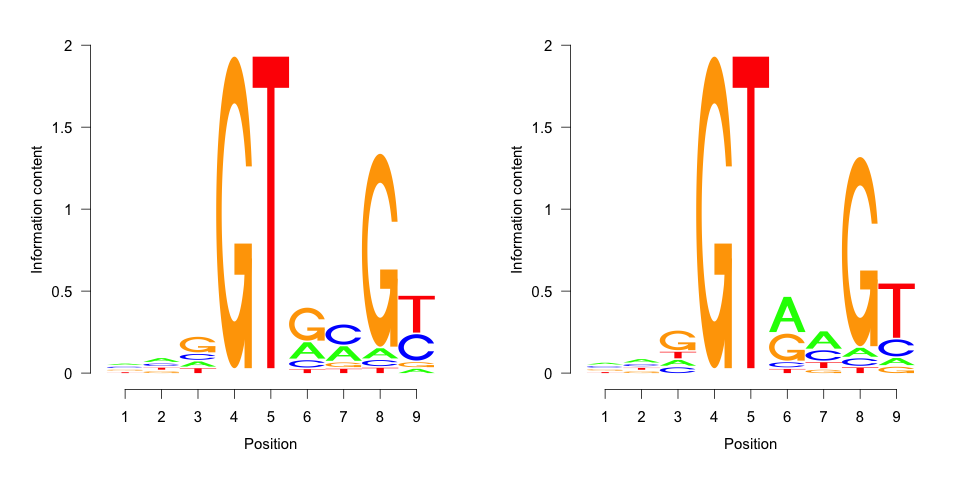 Information content
2
1.5
1
0.5
0
G T
G A C T
C A G T
G A C T
T C G A
1 2 3 4 5 6 7 8 9
Position
Information content
2
1.5
1
0.5
0
G T A C
G T
A G C T
A C T G
G A C T
T C A G
1 2 3 4 5 6 7 8 9
Position